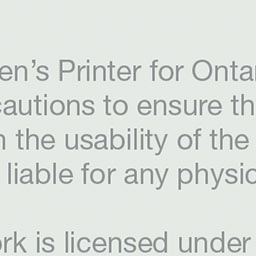 en's Printer for Onta
cautions to ensure th
the usability of the
liable for any physic
rk is licensed under